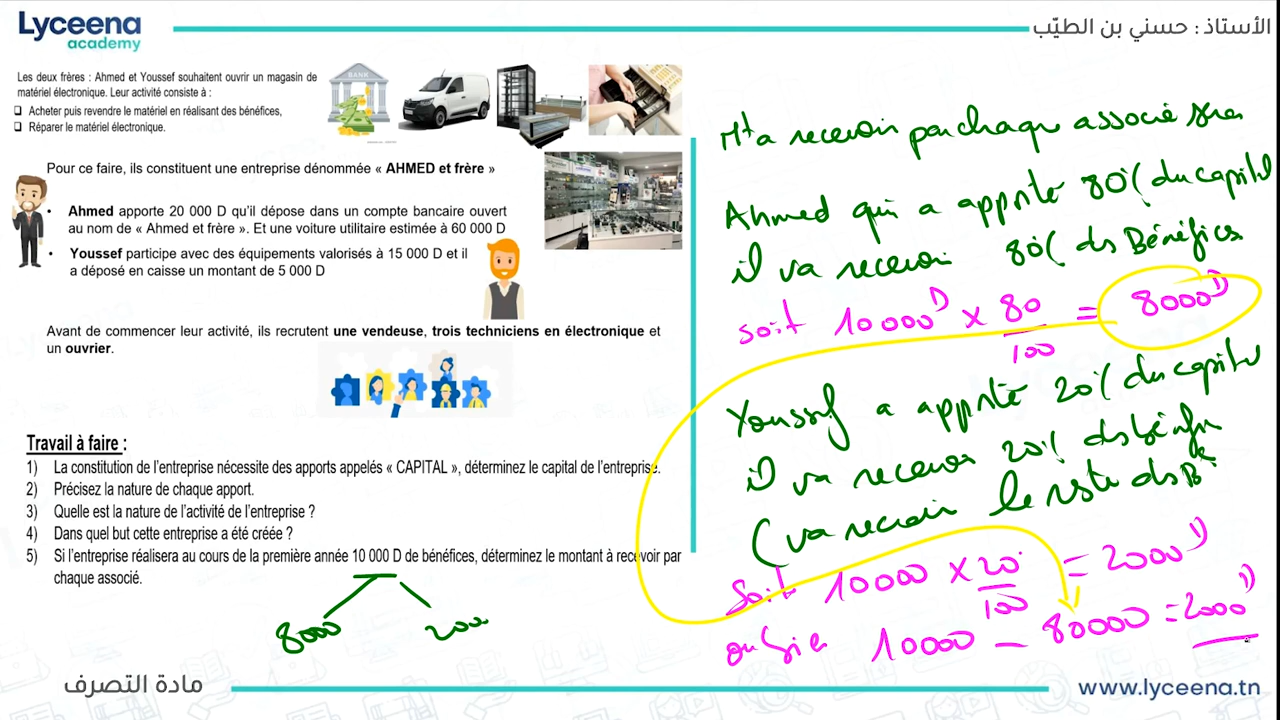 Lyceena
academy
الأستاذ : حسني بن الطيّب
Les deux frères : Ahmed et Youssef souhaitent ouvrir un magasin de
matériel électronique. Leur activité consiste à :
❑ Acheter puis revendre le matériel en réalisant des bénéfices,
❑ Réparer le matériel électronique.
BANK
Pour ce faire, ils constituent une entreprise dénommée « AHMED et frère »
• Ahmed apporte 20 000 D qu'il dépose dans un compte bancaire ouvert
au nom de « Ahmed et frère ». Et une voiture utilitaire estimée à 60 000 D
• Youssef participe avec des équipements valorisés à 15 000 D et il
a déposé en caisse un montant de 5 000 D
Avant de commencer leur activité, ils recrutent une vendeuse, trois techniciens en électronique et
un ouvrier.
Travail à faire :
1) La constitution de l'entreprise nécessite des apports appelés « CAPITAL », déterminez le capital de l'entreprise.
2) Précisez la nature de chaque apport.
3) Quelle est la nature de l'activité de l'entreprise ?
4) Dans quel but cette entreprise a été créée ?
5) Si l'entreprise réalisera au cours de la première année 10 000 D de bénéfices, déterminez le montant à recevoir par
chaque associé.
8000 2000
Mt a recevoir par chaque associé sera
Ahmed qui a apporté 80% du capital
il va recevoir 80% des Bénéfices
soit 10000D × 80/100 = 8000D
Youssef a apporté 20% du capital
il va recevoir 20% des Bénéfices
(va recevoir le reste des B
Soit 10000 × 20/100 = 2000D
ou bien 10000 – 80000 = 2000D
مادة التصرف
www.lyceena.tn